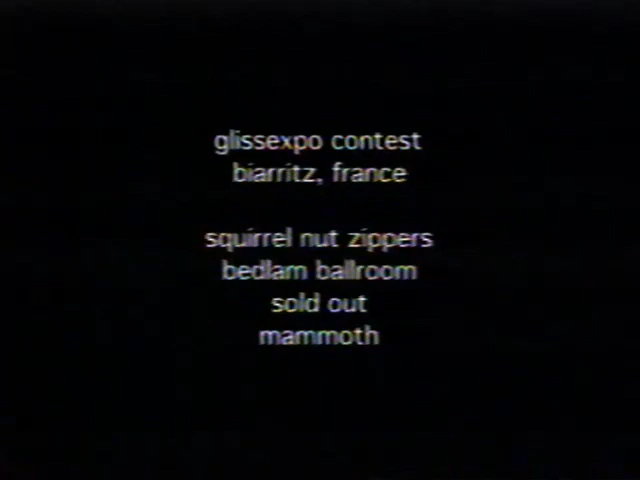 glissexpo contest
biarritz, france
squirrel nut zippers
bedlam ballroom
sold out
mammoth